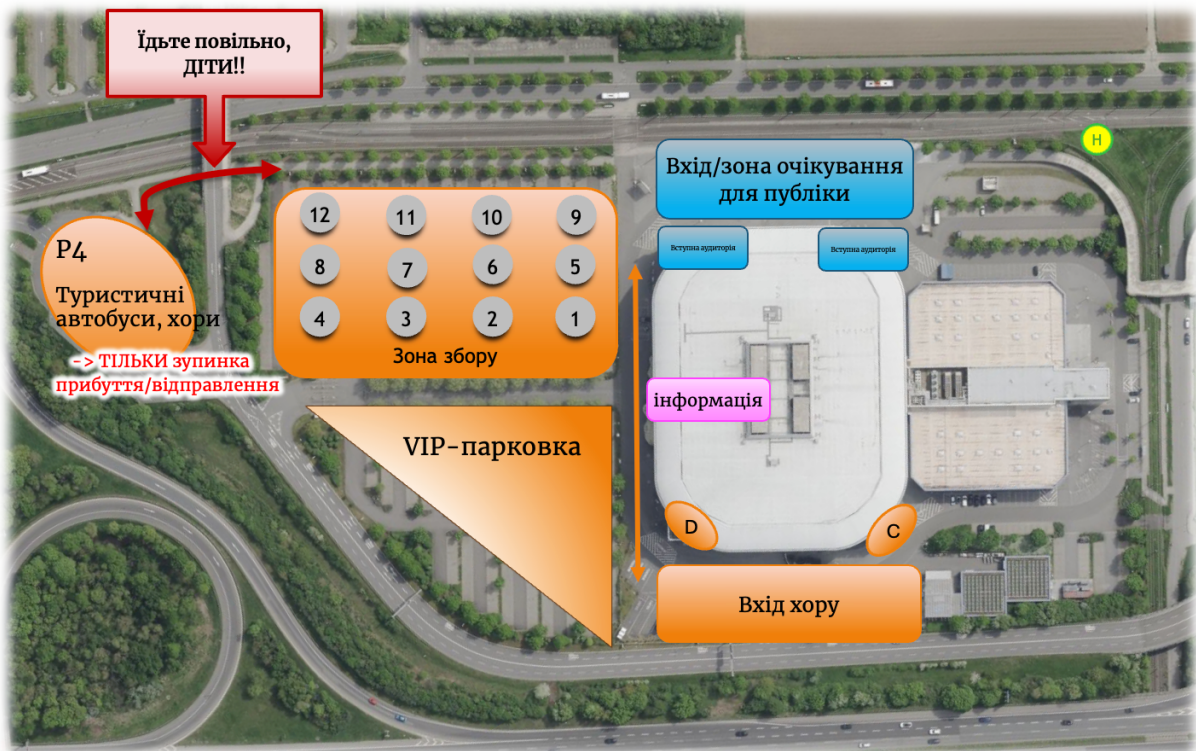 Їдьте повільно,
ДІТИ!!
H
Вхід/зона очікування
для публіки
Вступна аудиторія
Вступна аудиторія
12 11 10 9
8 7 6 5
4 3 2 1
Зона збору
P4
Туристичні
автобуси, хори
-> ТІЛЬКИ зупинка
прибуття/відправлення
інформація
VIP-парковка
D
C
Вхід хору